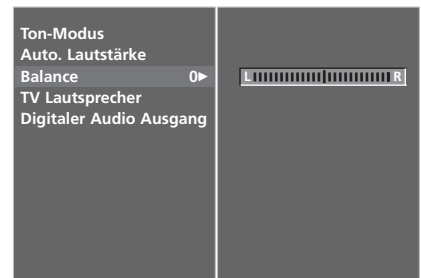 Ton-Modus
Auto. Lautstärke
Balance 0► L R
TV Lautsprecher
Digitaler Audio Ausgang